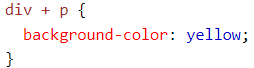 div + p {
  background-color: yellow;
}